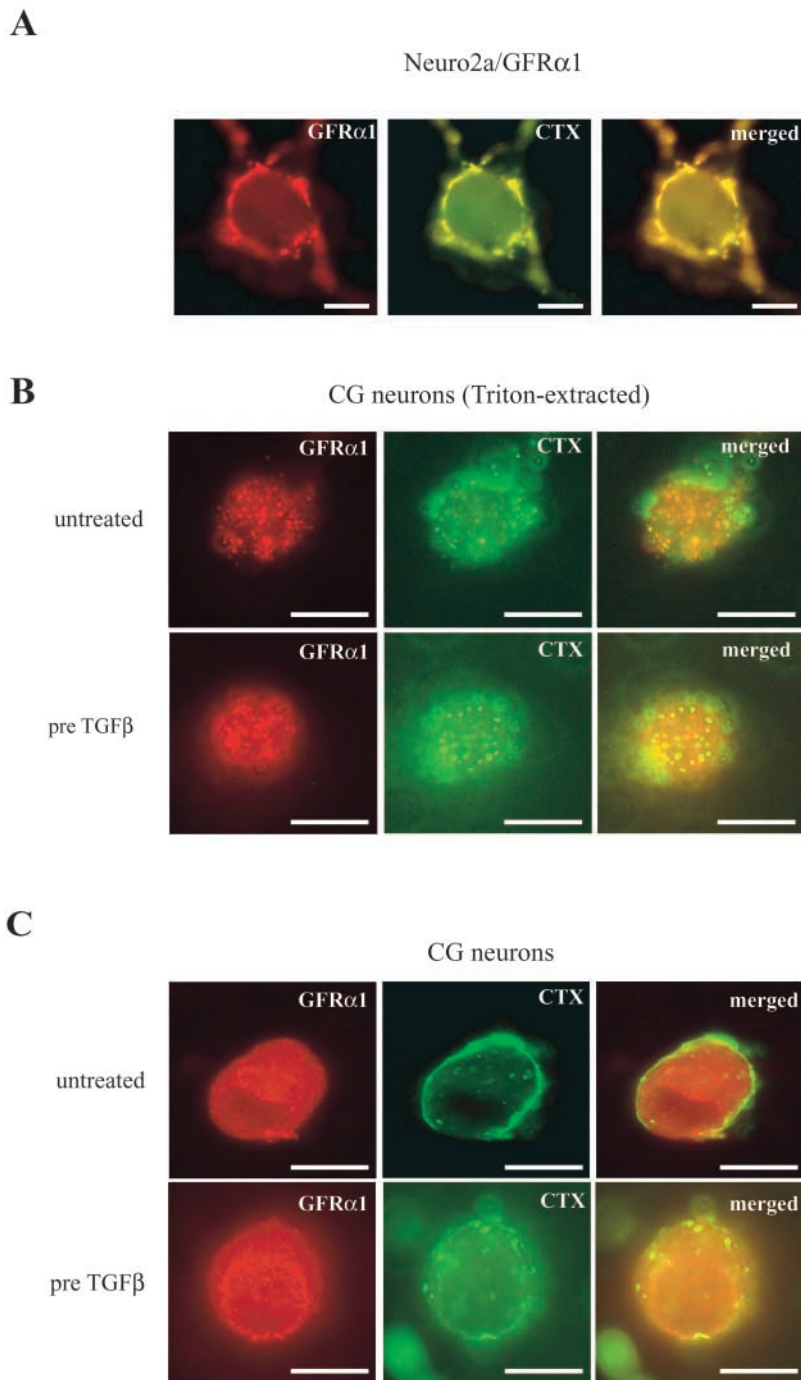 A
Neuro2a/GFRα1
GFRα1 CTX merged
B
CG neurons (Triton-extracted)
untreated
GFRα1 CTX merged
pre TGFβ
GFRα1 CTX merged
C
CG neurons
untreated
GFRα1 CTX merged
pre TGFβ
GFRα1 CTX merged